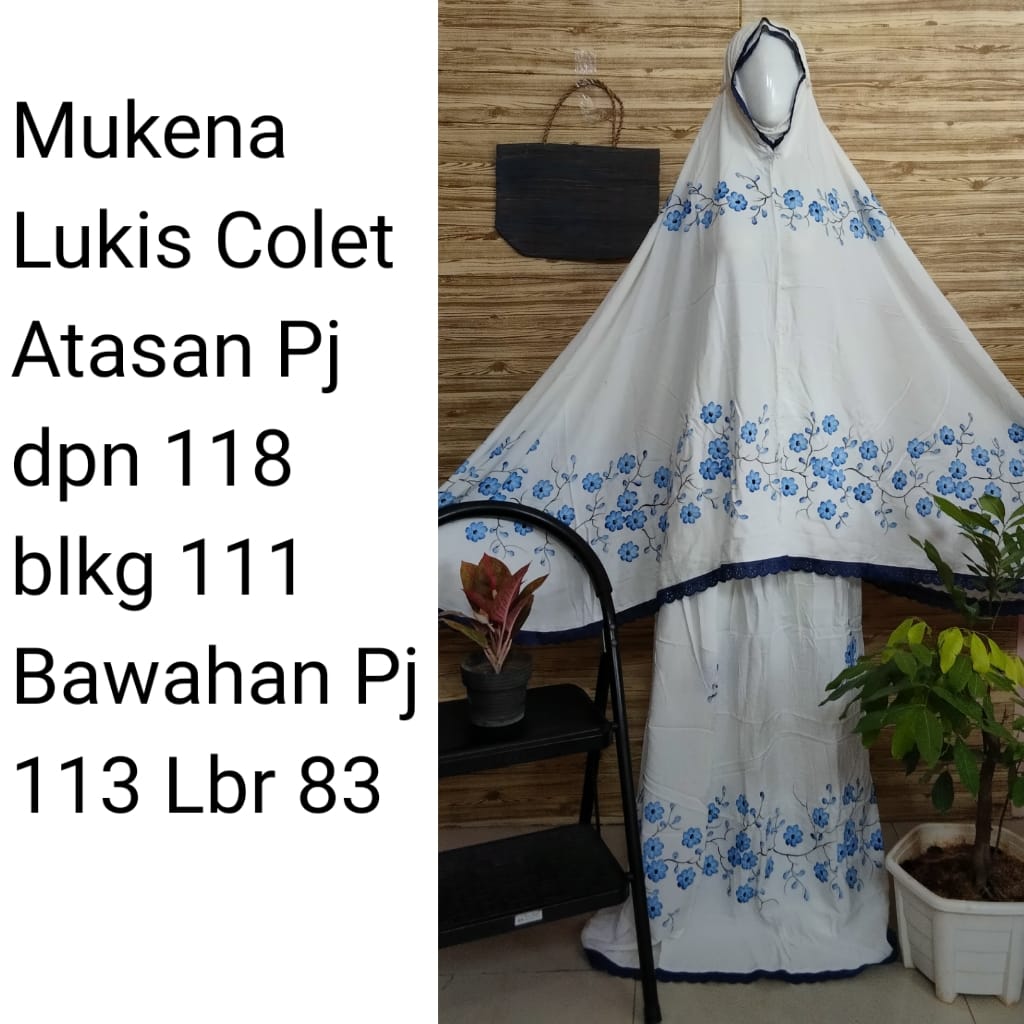 Mukena
Lukis Colet
Atasan Pj
dpn 118
blkg 111
Bawahan Pj
113 Lbr 83